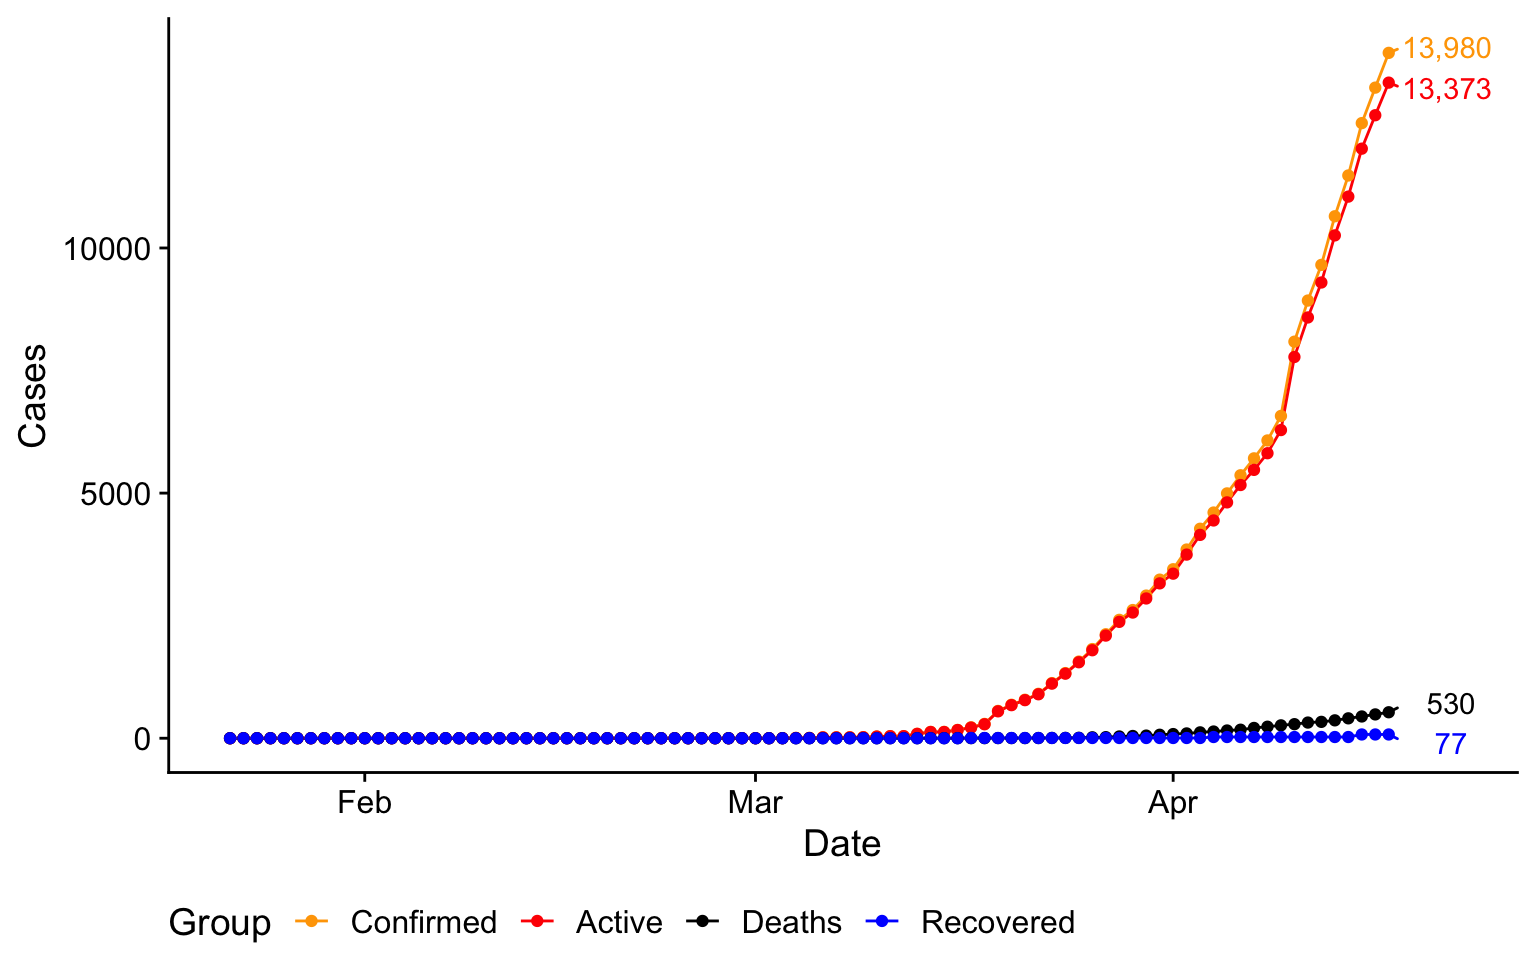 13,980
13,373
10000
5000
0
Cases
530
77
Feb Mar Apr
Date
Group Confirmed Active Deaths Recovered